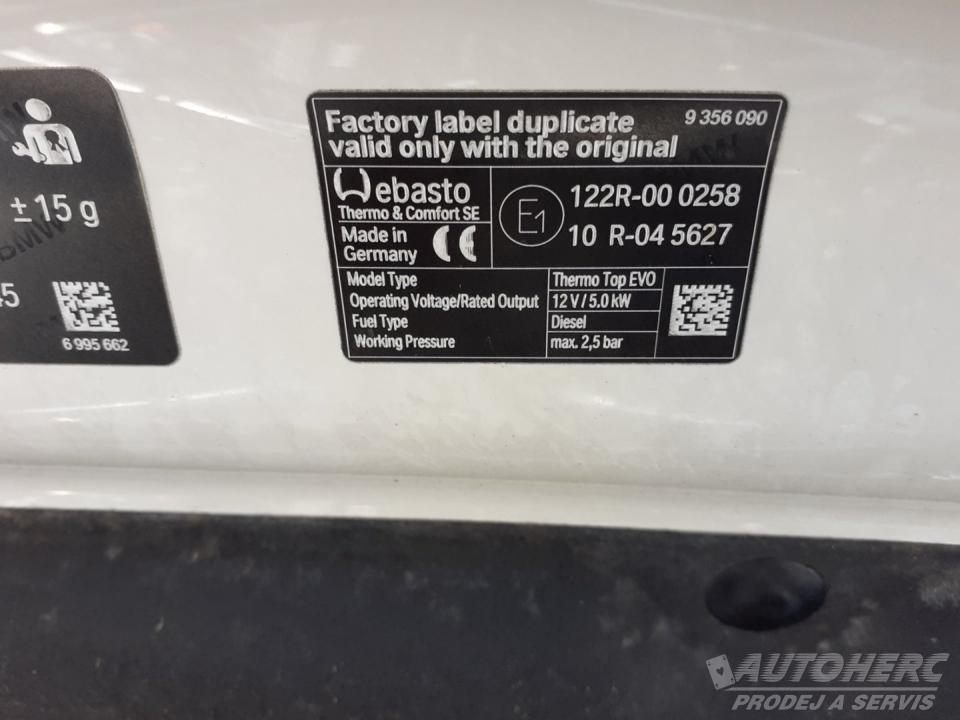 ± 15 g
BMW
45
6 995 662
Factory label duplicate
valid only with the original
9 356 090
Webasto
Thermo & Comfort SE
Made in
Germany
CE
E1
122R-00 0258
10 R-04 5627
Model Type Thermo Top EVO
Operating Voltage/Rated Output 12 V / 5.0 kW
Fuel Type Diesel
Working Pressure max. 2,5 bar
AUTOHERC
PRODEJ A SERVIS